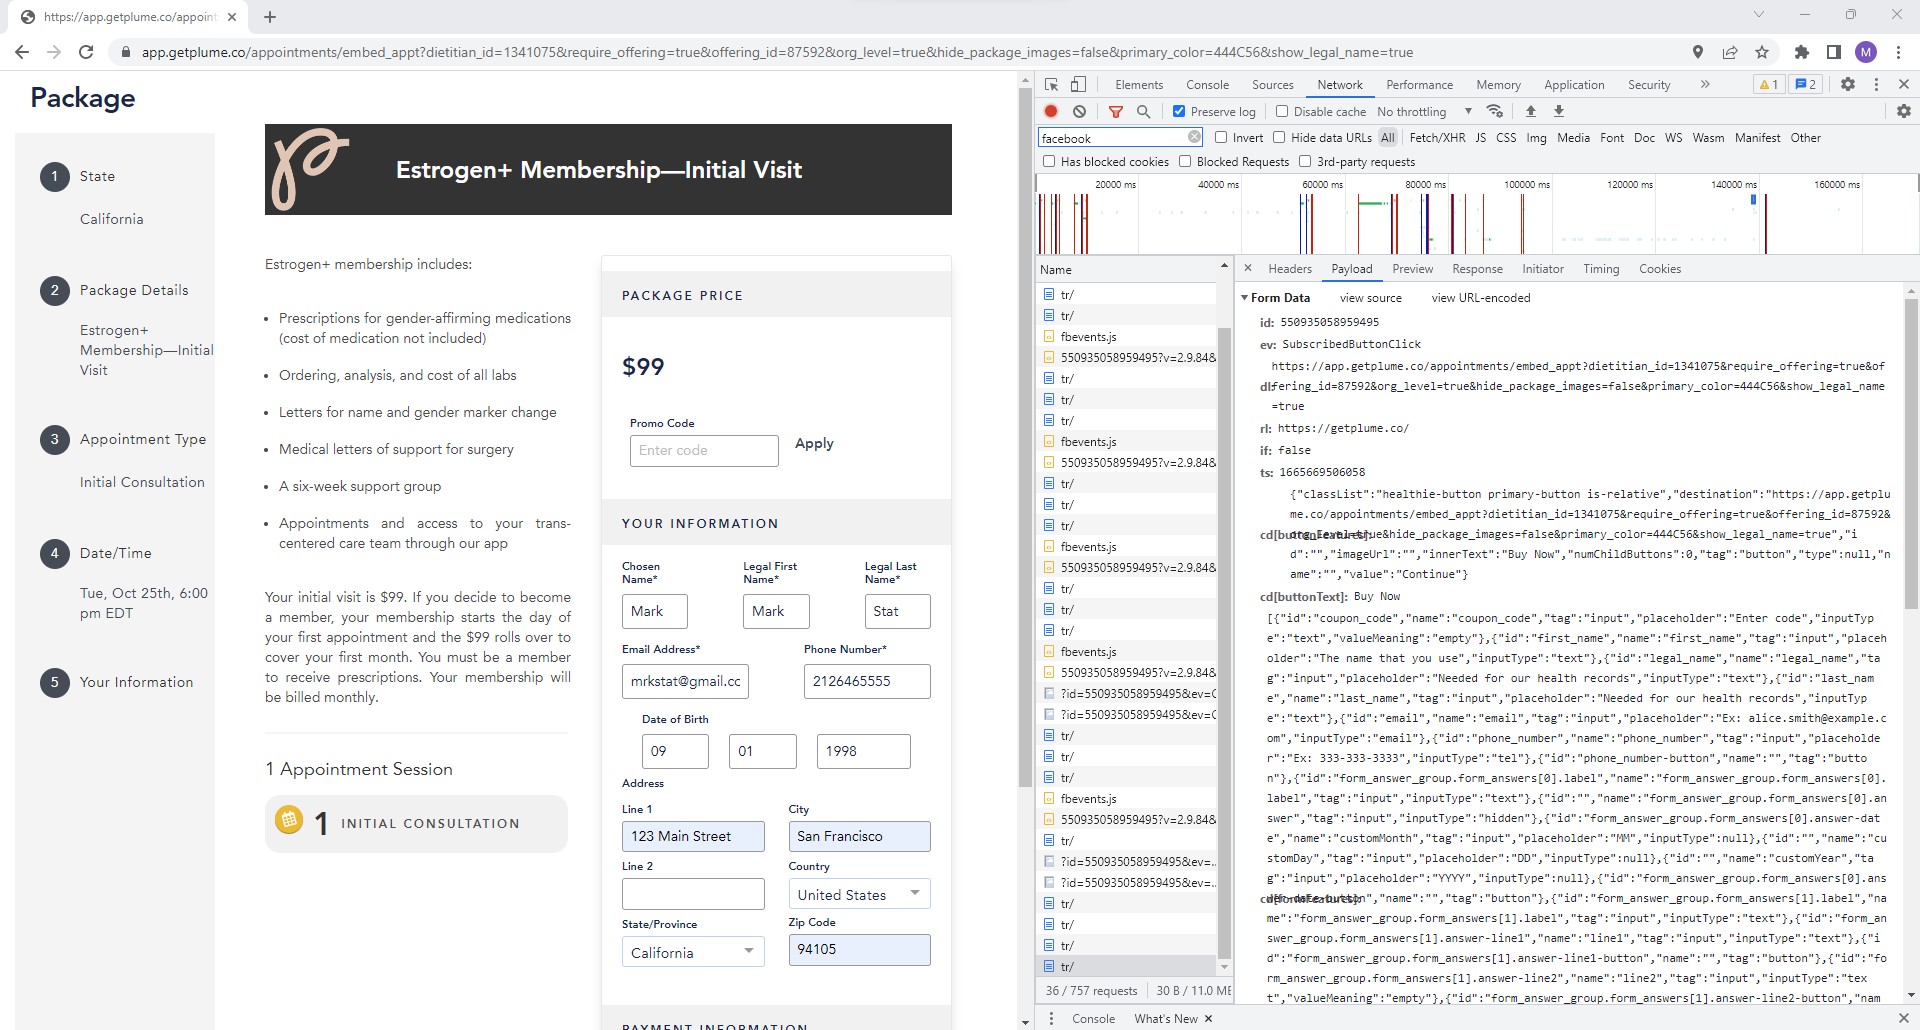 https://app.getplume.co/appoint
app.getplume.co/appointments/embed_appt?dietitian_id=1341075&require_offering=true&offering_id=87592&org_level=true&hide_package_images=false&primary_color=444C56&show_legal_name=true
M
Package
1 State
California
2 Package Details
Estrogen+
Membership—Initial
Visit
3 Appointment Type
Initial Consultation
4 Date/Time
Tue, Oct 25th, 6:00
pm EDT
5 Your Information
Estrogen+ Membership—Initial Visit
Estrogen+ membership includes:
• Prescriptions for gender-affirming medications
(cost of medication not included)
• Ordering, analysis, and cost of all labs
• Letters for name and gender marker change
• Medical letters of support for surgery
• A six-week support group
• Appointments and access to your trans-
centered care team through our app
Your initial visit is $99. If you decide to become
a member, your membership starts the day of
your first appointment and the $99 rolls over to
cover your first month. You must be a member
to receive prescriptions. Your membership will
be billed monthly.
1 Appointment Session
1 INITIAL CONSULTATION
PACKAGE PRICE
$99
Promo Code
Enter code Apply
YOUR INFORMATION
Chosen Name* Legal First Name* Legal Last Name*
Mark Mark Stat
Email Address* Phone Number*
mrkstat@gmail.cc 2126465555
Date of Birth
09 01 1998
Address
Line 1 City
123 Main Street San Francisco
Line 2 Country
United States
State/Province Zip Code
California 94105
PAYMENT INFORMATION
Elements Console Sources Network Performance Memory Application Security » 1 2
Preserve log Disable cache No throttling
facebook Invert Hide data URLs All Fetch/XHR JS CSS Img Media Font Doc WS Wasm Manifest Other
Has blocked cookies Blocked Requests 3rd-party requests
20000 ms 40000 ms 60000 ms 80000 ms 100000 ms 120000 ms 140000 ms 160000 ms
Name
tr/
tr/
fbevents.js
550935058959495?v=2.9.84&
tr/
tr/
tr/
fbevents.js
550935058959495?v=2.9.84&
tr/
tr/
tr/
fbevents.js
550935058959495?v=2.9.84&
tr/
tr/
tr/
fbevents.js
550935058959495?v=2.9.84&
?id=550935058959495&ev=C
?id=550935058959495&ev=C
tr/
tr/
tr/
fbevents.js
550935058959495?v=2.9.84&
tr/
?id=550935058959495&ev=...
?id=550935058959495&ev=...
tr/
tr/
tr/
tr/
36 / 757 requests 30 B / 11.0 ME
Headers Payload Preview Response Initiator Timing Cookies
Form Data view source view URL-encoded
id: 550935058959495
ev: SubscribedButtonClick
https://app.getplume.co/appointments/embed_appt?dietitian_id=1341075&require_offering=true&of
dl: fering_id=87592&org_level=true&hide_package_images=false&primary_color=444C56&show_legal_name
=true
rl: https://getplume.co/
if: false
ts: 1665669506058
{"classList":"healthie-button primary-button is-relative","destination":"https://app.getplu
me.co/appointments/embed_appt?dietitian_id=1341075&require_offering=true&offering_id=87592&
cd[buttonFeatures]: org_level=true&hide_package_images=false&primary_color=444C56&show_legal_name=true","i
d":"","imageUrl":"","innerText":"Buy Now","numChildButtons":0,"tag":"button","type":null,"n
ame":"","value":"Continue"}
cd[buttonText]: Buy Now
[{"id":"coupon_code","name":"coupon_code","tag":"input","placeholder":"Enter code","inputTy
pe":"text","valueMeaning":"empty"},{"id":"first_name","name":"first_name","tag":"input","placeh
older":"The name that you use","inputType":"text"},{"id":"legal_name","name":"legal_name","ta
g":"input","placeholder":"Needed for our health records","inputType":"text"},{"id":"last_nam
e","name":"last_name","tag":"input","placeholder":"Needed for our health records","inputTyp
e":"text"},{"id":"email","name":"email","tag":"input","placeholder":"Ex: alice.smith@example.c
om","inputType":"email"},{"id":"phone_number","name":"phone_number","tag":"input","placehold
er":"Ex: 333-333-3333","inputType":"tel"},{"id":"phone_number-button","name":"","tag":"butto
n"},{"id":"form_answer_group.form_answers[0].label","name":"form_answer_group.form_answers[0].
label","tag":"input","inputType":"text"},{"id":"","name":"form_answer_group.form_answers[0].an
swer","tag":"input","inputType":"hidden"},{"id":"form_answer_group.form_answers[0].answer-dat
e","name":"customMonth","tag":"input","placeholder":"MM","inputType":null},{"id":"","name":"cu
stomDay","tag":"input","placeholder":"DD","inputType":null},{"id":"","name":"customYear","ta
g":"input","placeholder":"YYYY","inputType":null},{"id":"form_answer_group.form_answers[0].ans
cd[formFeatures]: wer-date-button","name":"","tag":"button"},{"id":"form_answer_group.form_answers[1].label","na
me":"form_answer_group.form_answers[1].label","tag":"input","inputType":"text"},{"id":"form_an
swer_group.form_answers[1].answer-line1","name":"line1","tag":"input","inputType":"text"},{"i
d":"form_answer_group.form_answers[1].answer-line1-button","name":"","tag":"button"},{"id":"fo
rm_answer_group.form_answers[1].answer-line2","name":"line2","tag":"input","inputType":"tex
t","valueMeaning":"empty"},{"id":"form_answer_group.form_answers[1].answer-line2-button","nam
Console What's New